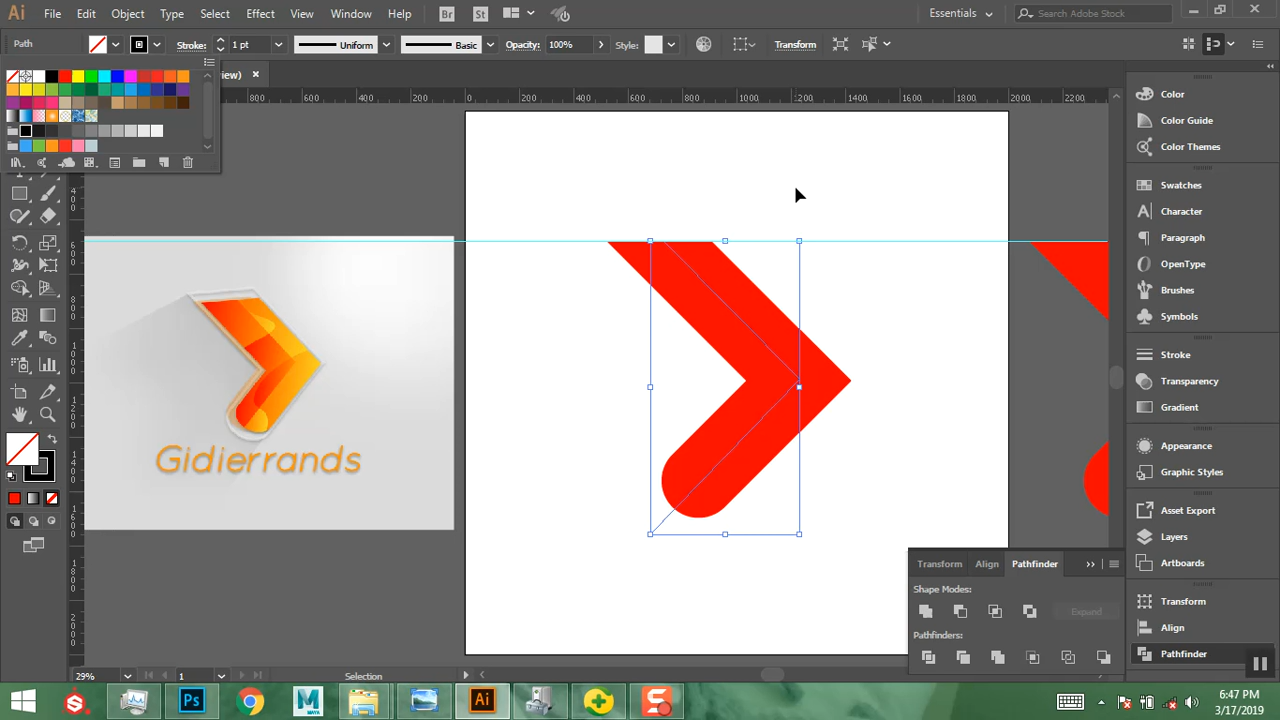 Ai File Edit Object Type Select Effect View Window Help Br St Essentials Search Adobe Stock
Path Stroke: 1 pt Uniform Basic Opacity: 100% Style: Transform
view)
800 600 400 200 0 200 400 600 800 1000 1200 1400 1600 1800 2000 2200
Color
Color Guide
Color Themes
Swatches
Character
Paragraph
OpenType
Brushes
Symbols
Stroke
Transparency
Gradient
Appearance
Graphic Styles
Asset Export
Layers
Artboards
Transform
Align
Pathfinder
Gidierrands
Transform Align Pathfinder
Shape Modes:
Expand
Pathfinders:
29% 1 Selection
S Ps MAYA Ai S
6:47 PM
3/17/2019